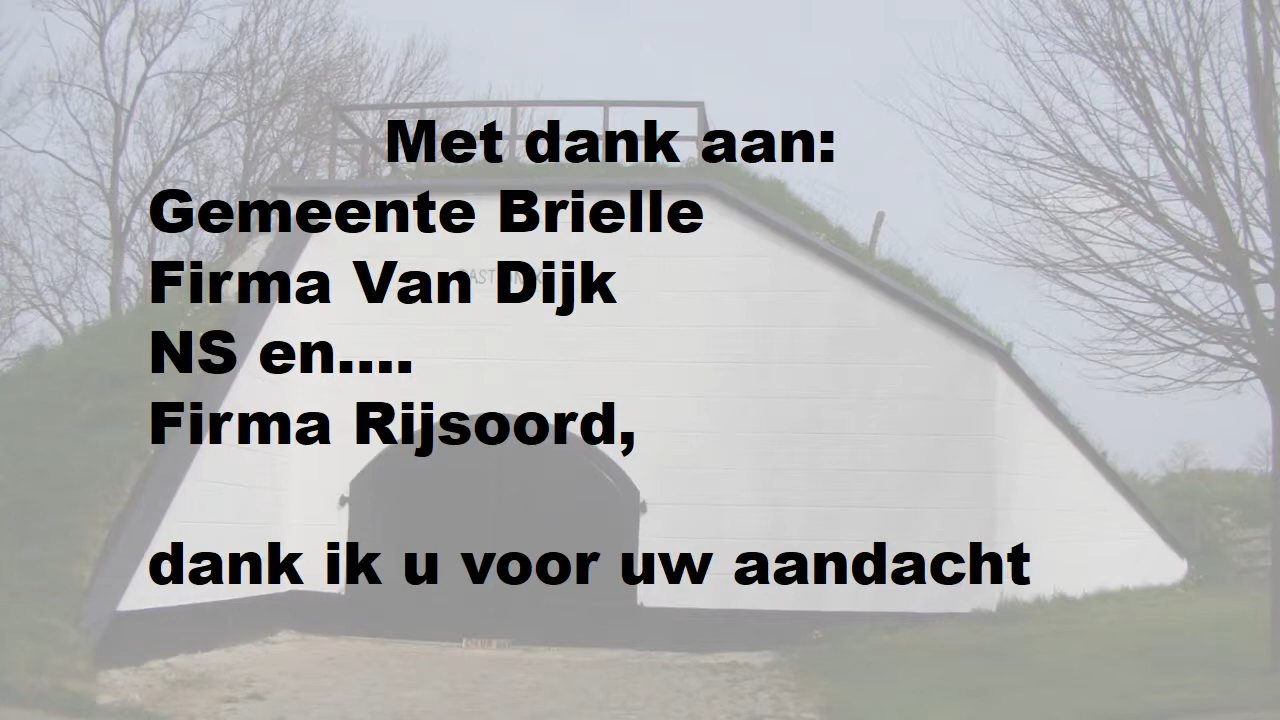 Met dank aan:
Gemeente Brielle
Firma Van Dijk
NS en....
Firma Rijsoord,
dank ik u voor uw aandacht